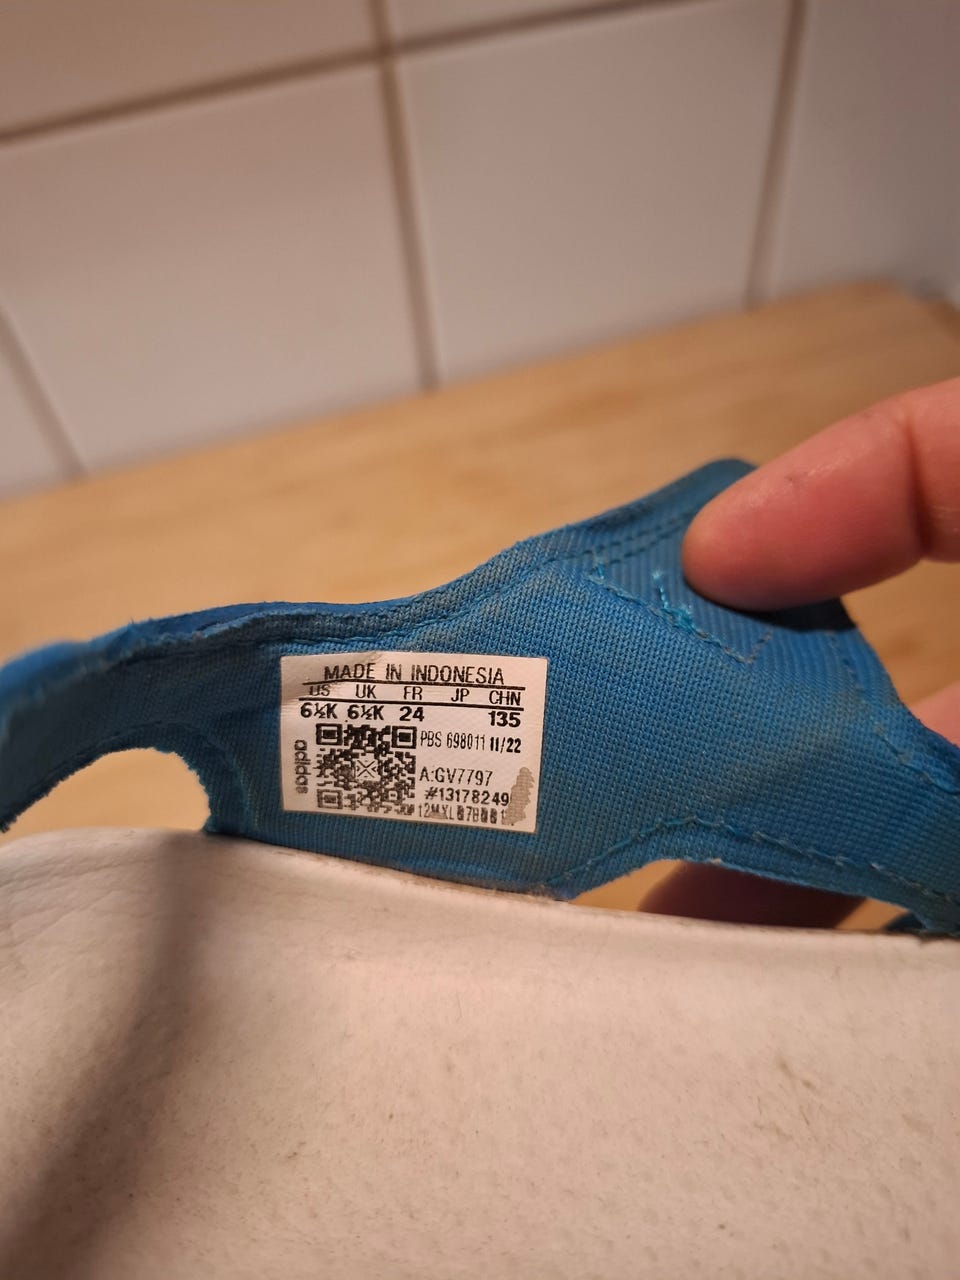 MADE IN INDONESIA
US UK FR JP CHN
6½K 6½K 24 135
PBS 698011 11/22
adidas
A:GV7797
#13178249